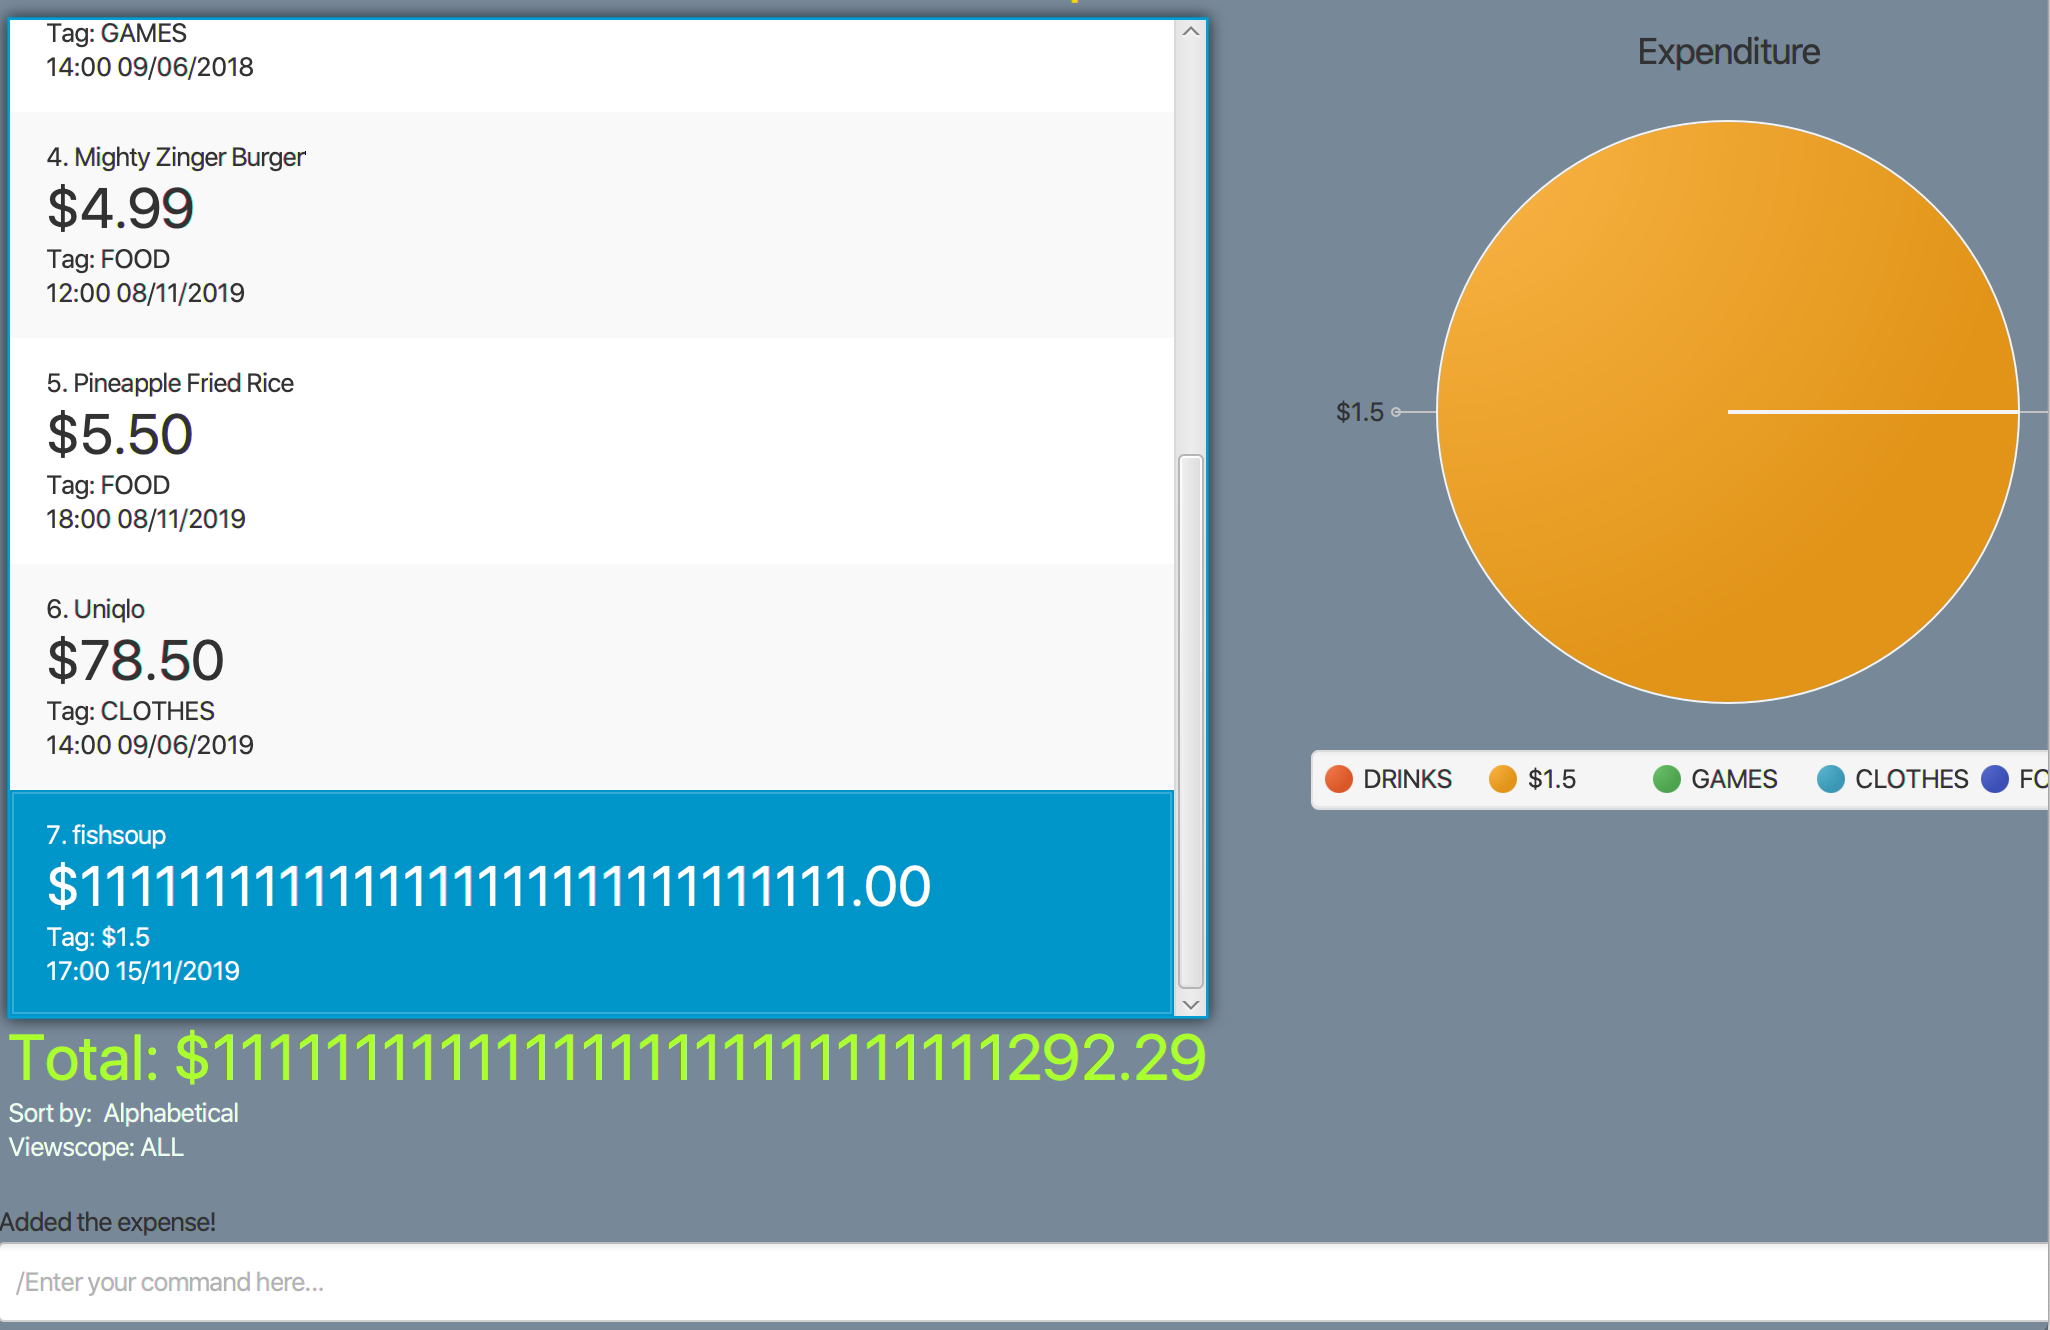 Tag: GAMES
14:00 09/06/2018
4. Mighty Zinger Burger
$4.99
Tag: FOOD
12:00 08/11/2019
5. Pineapple Fried Rice
$5.50
Tag: FOOD
18:00 08/11/2019
6. Uniqlo
$78.50
Tag: CLOTHES
14:00 09/06/2019
7. fishsoup
$1111111111111111111111111111111.00
Tag: $1.5
17:00 15/11/2019
Total: $1111111111111111111111111111292.29
Sort by: Alphabetical
Viewscope: ALL
Added the expense!
/Enter your command here...
Expenditure
$1.5
DRINKS $1.5 GAMES CLOTHES FO